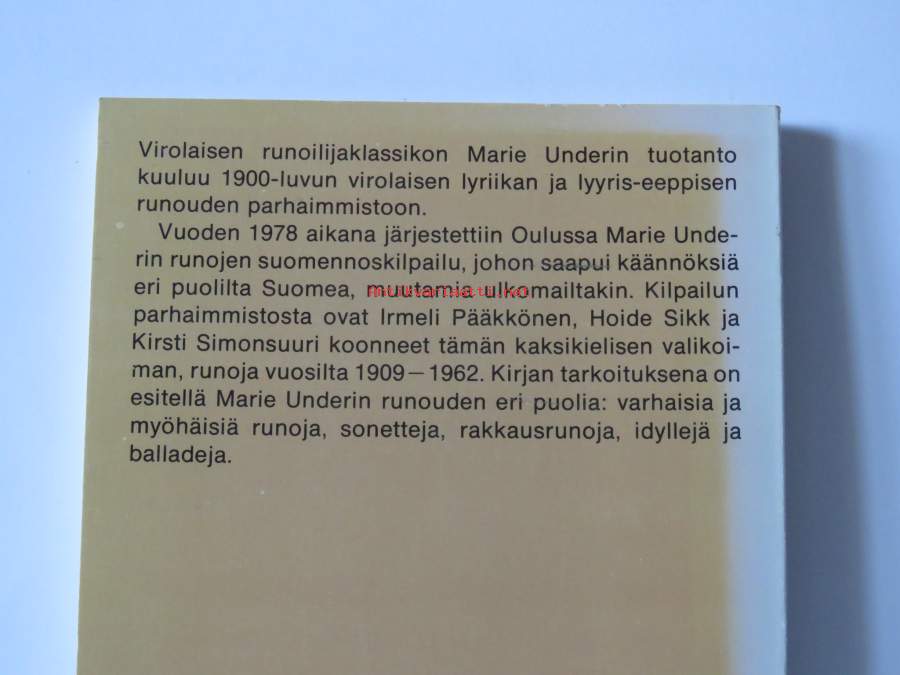 Virolaisen runoilijaklassikon Marie Underin tuotanto
kuuluu 1900-luvun virolaisen lyriikan ja lyyris-eeppisen
runouden parhaimmistoon.
Vuoden 1978 aikana järjestettiin Oulussa Marie Unde-
rin runojen suomennoskilpailu, johon saapui käännöksiä
eri puolilta Suomea, muutamia ulkomailtakin. Kilpailun
parhaimmistosta ovat Irmeli Pääkkönen, Hoide Sikk ja
Kirsti Simonsuuri koonneet tämän kaksikielisen valikoi-
man, runoja vuosilta 1909—1962. Kirjan tarkoituksena on
esitellä Marie Underin runouden eri puolia: varhaisia ja
myöhäisiä runoja, sonetteja, rakkausrunoja, idyllejä ja
balladeja.